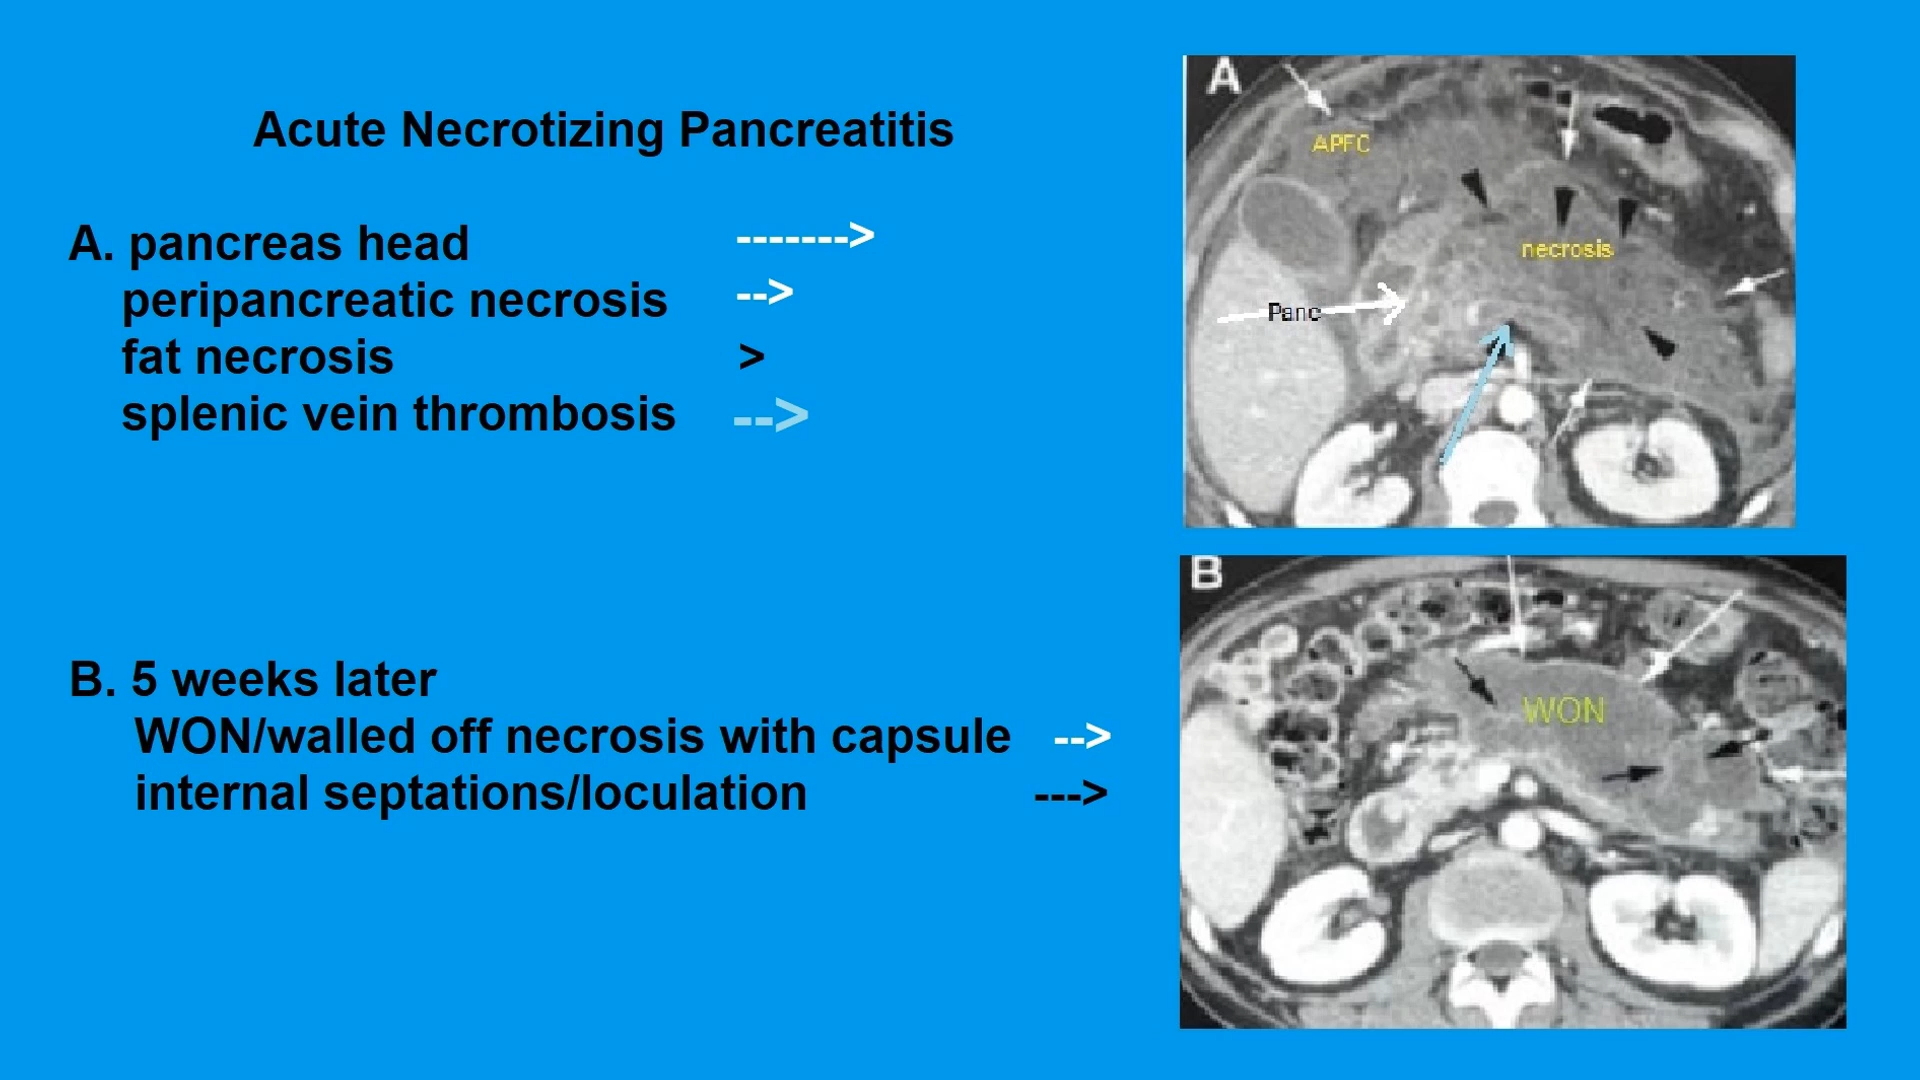 Acute Necrotizing Pancreatitis
A. pancreas head ------->
peripancreatic necrosis -->
fat necrosis >
splenic vein thrombosis -->
B. 5 weeks later
WON/walled off necrosis with capsule -->
internal septations/loculation --->
A
APFC
necrosis
Panc
B
WON